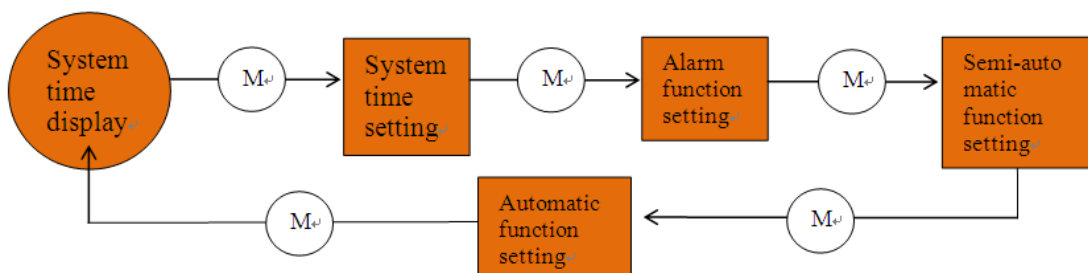 System
time
display
M
System
time
setting
M
Alarm
function
setting
M
Semi-auto
matic
function
setting
M
Automatic
function
setting
M